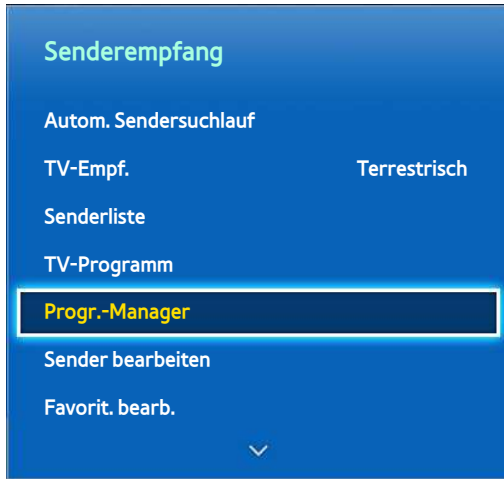 Senderempfang
Autom. Sendersuchlauf
TV-Empf. Terrestrisch
Senderliste
TV-Programm
Progr.-Manager
Sender bearbeiten
Favorit. bearb.